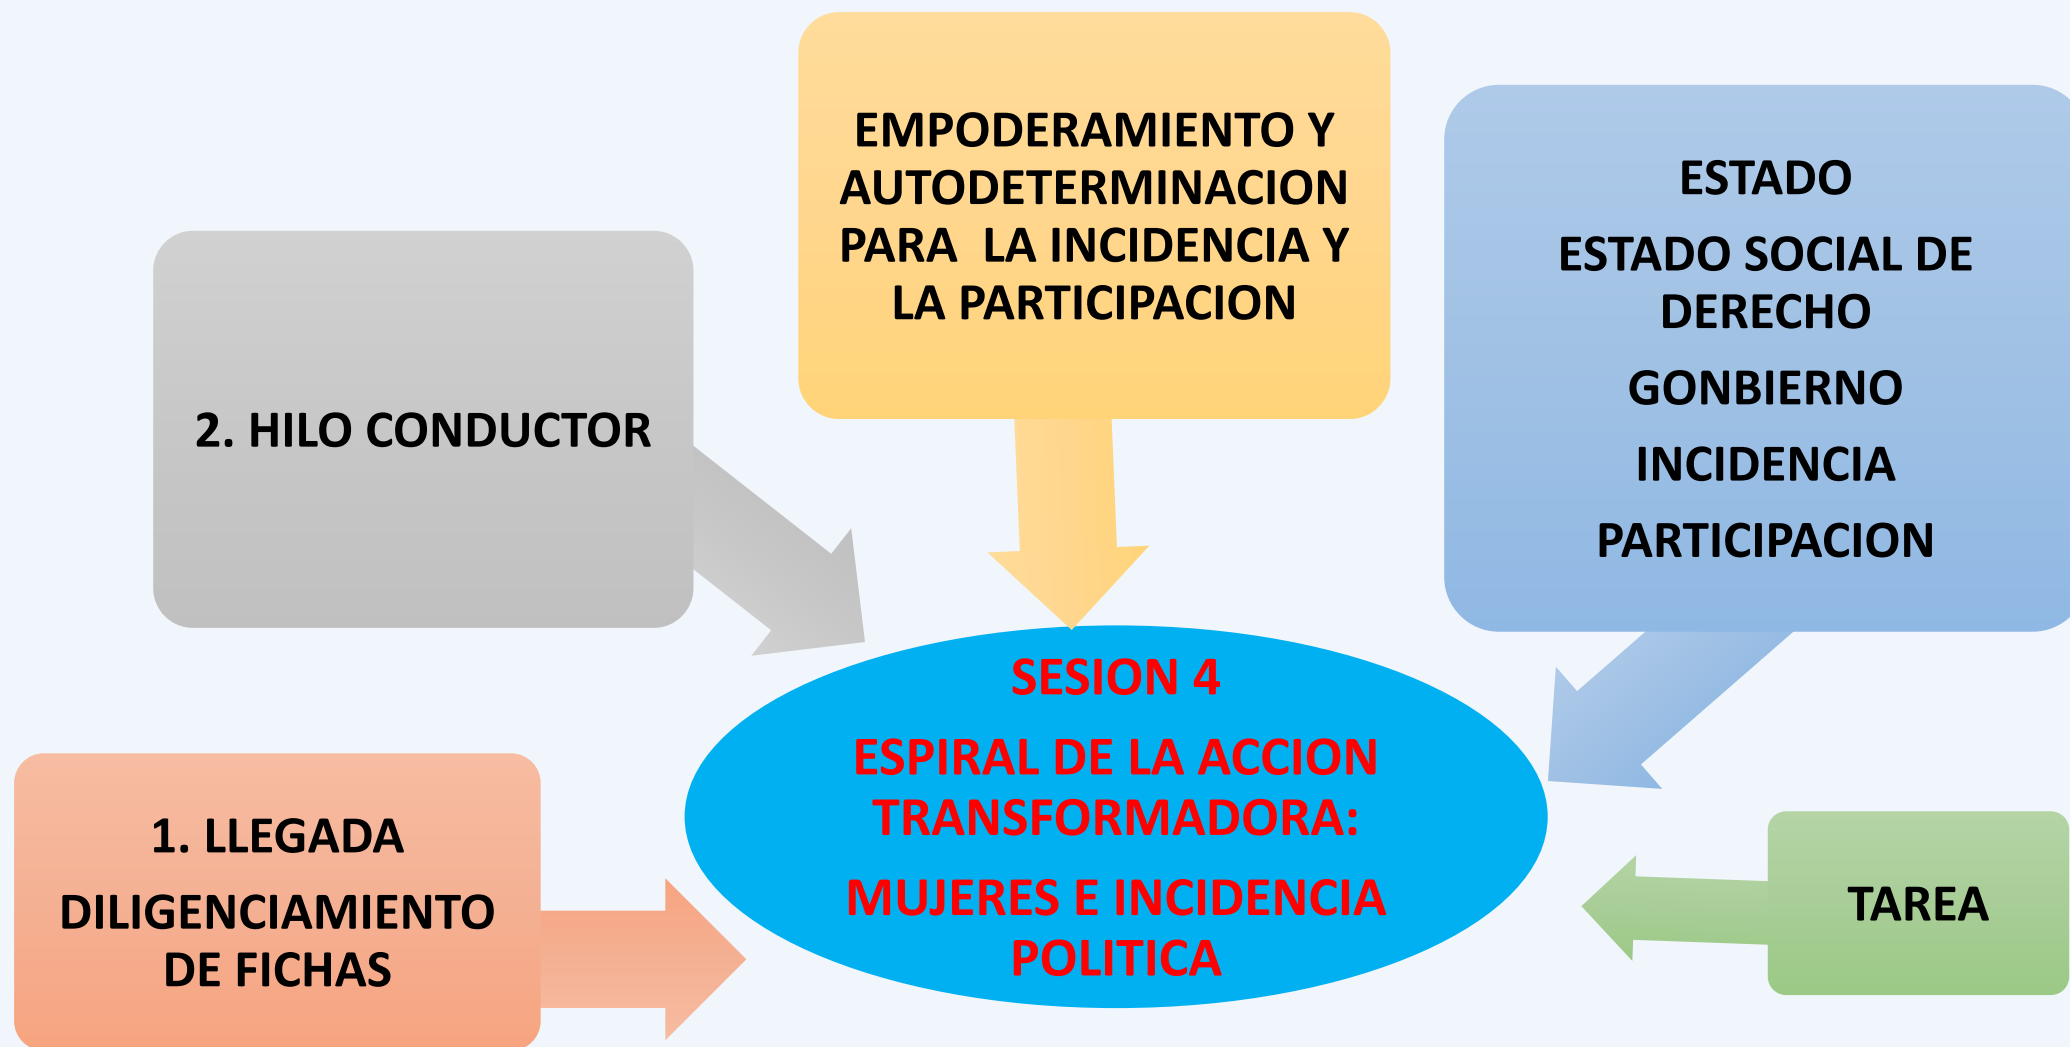 1. LLEGADA
DILIGENCIAMIENTO
DE FICHAS
2. HILO CONDUCTOR
EMPODERAMIENTO Y
AUTODETERMINACION
PARA  LA INCIDENCIA Y
LA PARTICIPACION
ESTADO
ESTADO SOCIAL DE
DERECHO
GONBIERNO
INCIDENCIA
PARTICIPACION
TAREA
SESION 4
ESPIRAL DE LA ACCION
TRANSFORMADORA:
MUJERES E INCIDENCIA
POLITICA